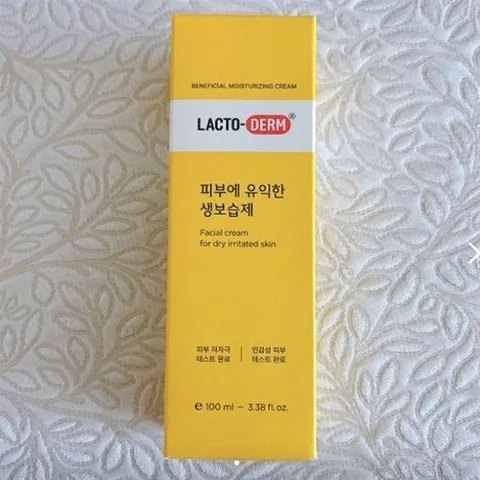 BENEFICIAL MOISTURIZING CREAM
LACTO-DERM®
피부에 유익한
생보습제
Facial cream
for dry irritated skin
피부 저자극
테스트 완료
민감성 피부
테스트 완료
℮ 100 ml – 3.38 fl. oz.